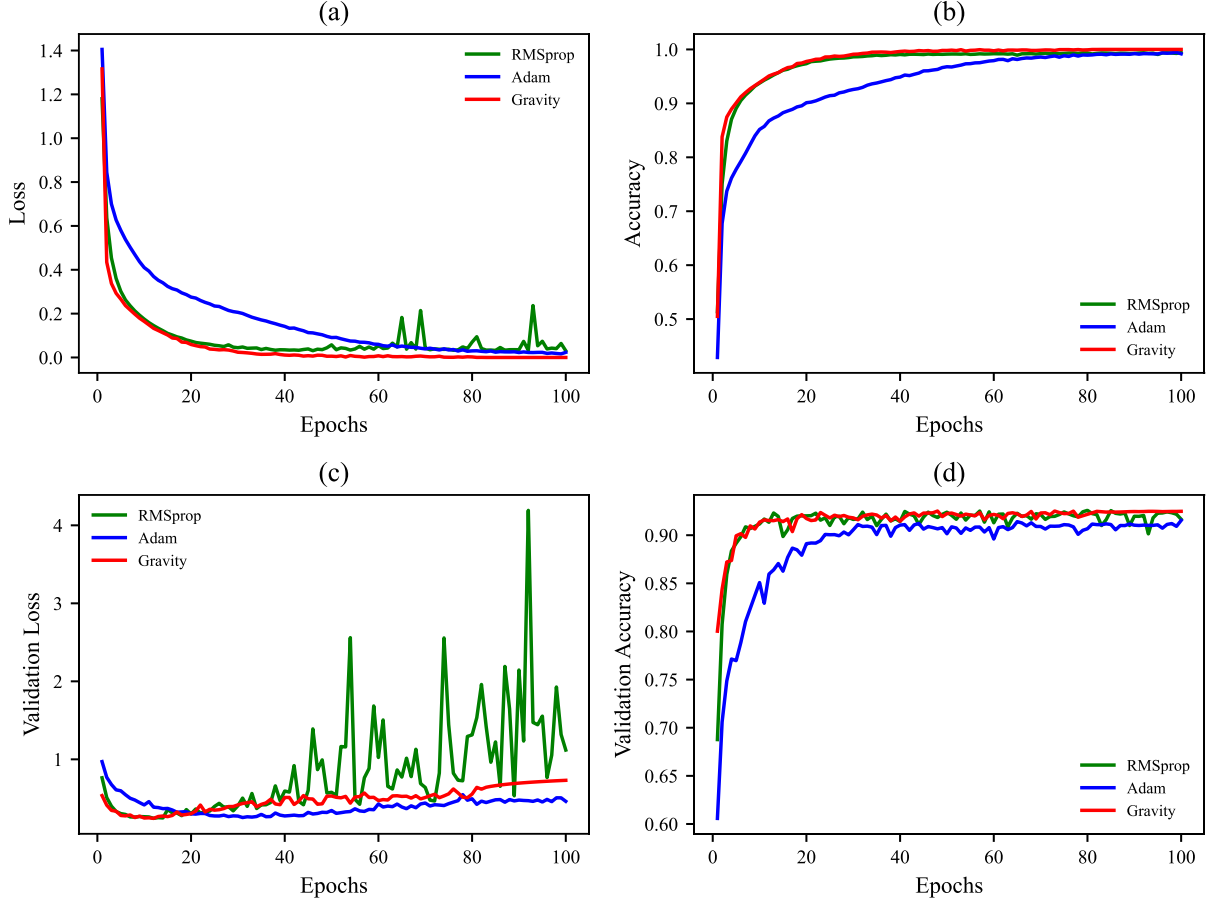 (a)
1.4
1.2
1.0
0.8
0.6
0.4
0.2
0.0
Loss
RMSprop
Adam
Gravity
0 20 40 60 80 100
Epochs
(b)
1.0
0.9
0.8
0.7
0.6
0.5
Accuracy
RMSprop
Adam
Gravity
0 20 40 60 80 100
Epochs
(c)
4
3
2
1
Validation Loss
RMSprop
Adam
Gravity
0 20 40 60 80 100
Epochs
(d)
0.90
0.85
0.80
0.75
0.70
0.65
0.60
Validation Accuracy
RMSprop
Adam
Gravity
0 20 40 60 80 100
Epochs